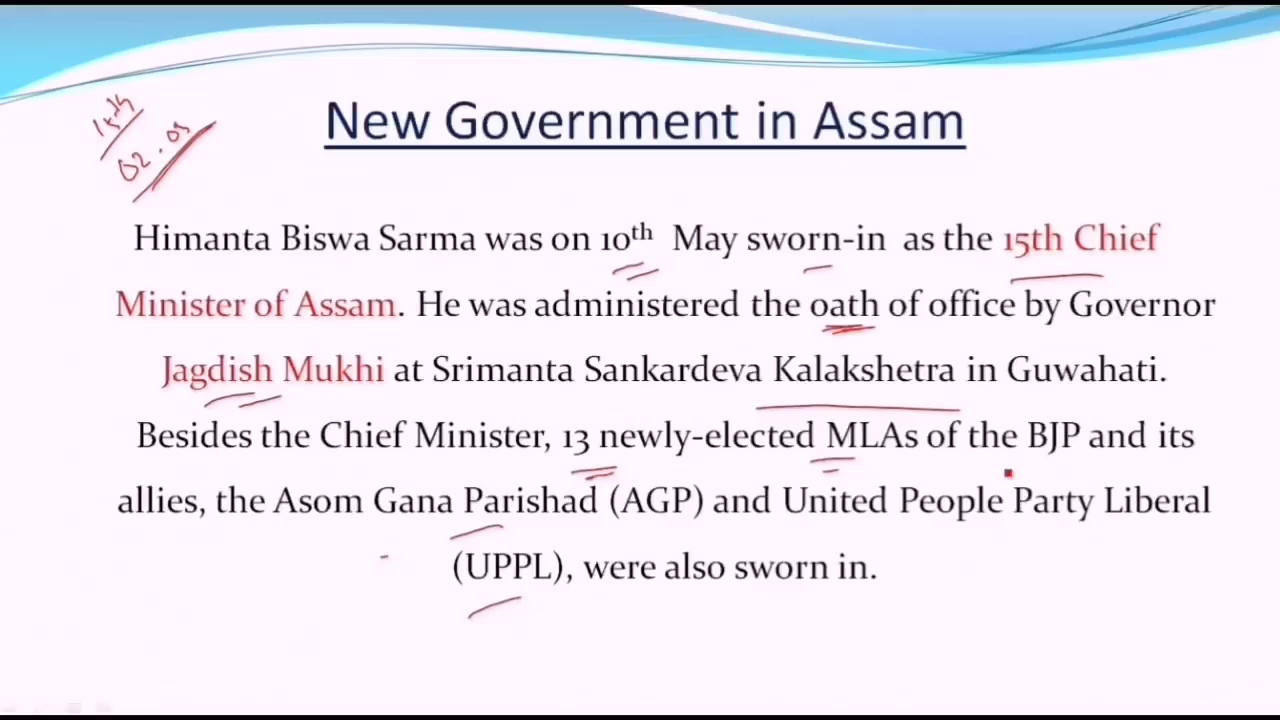 New Government in Assam
15th
02.05
Himanta Biswa Sarma was on 10th May sworn-in as the 15th Chief
Minister of Assam. He was administered the oath of office by Governor
Jagdish Mukhi at Srimanta Sankardeva Kalakshetra in Guwahati.
Besides the Chief Minister, 13 newly-elected MLAs of the BJP and its
allies, the Asom Gana Parishad (AGP) and United People Party Liberal
(UPPL), were also sworn in.